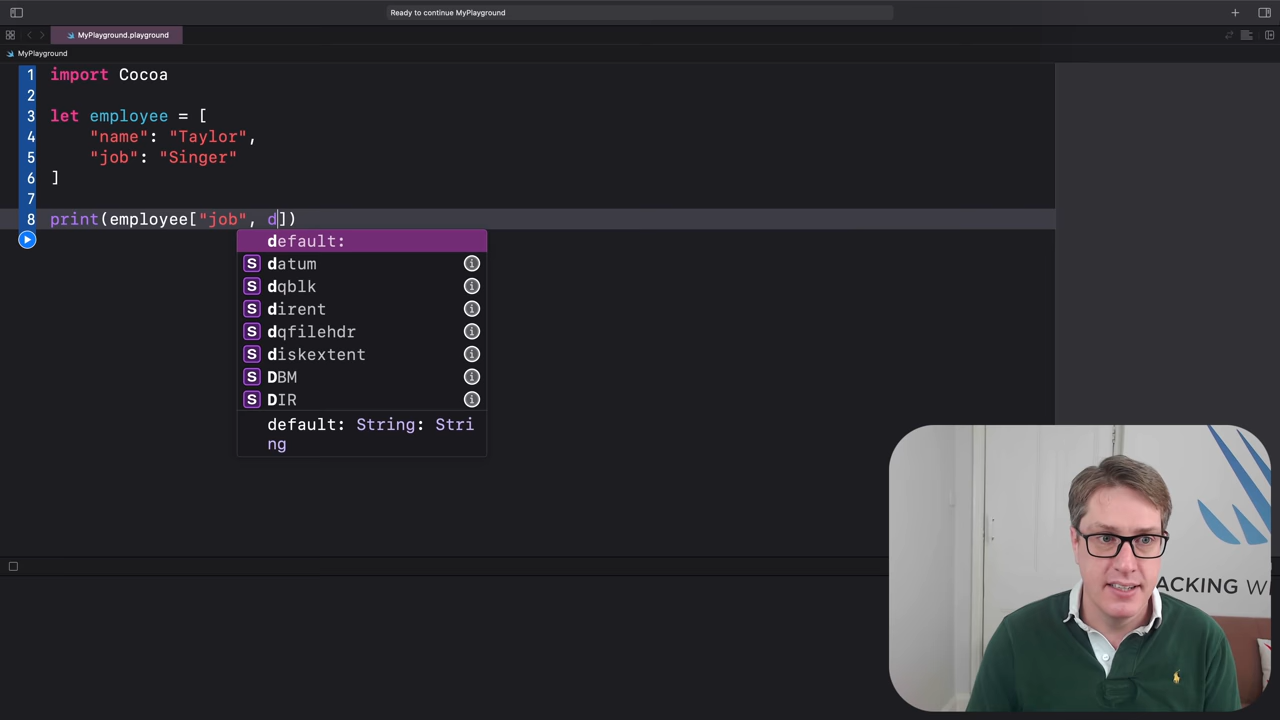 Ready to continue MyPlayground
MyPlayground.playground
MyPlayground
1 import Cocoa
2
3 let employee = [
4 "name": "Taylor",
5 "job": "Singer"
6 ]
7
8 print(employee["job", d])
default:
S datum
S dqblk
S dirent
S dqfilehdr
S diskextent
S DBM
S DIR
default: String: Stri
ng
ACKING WI